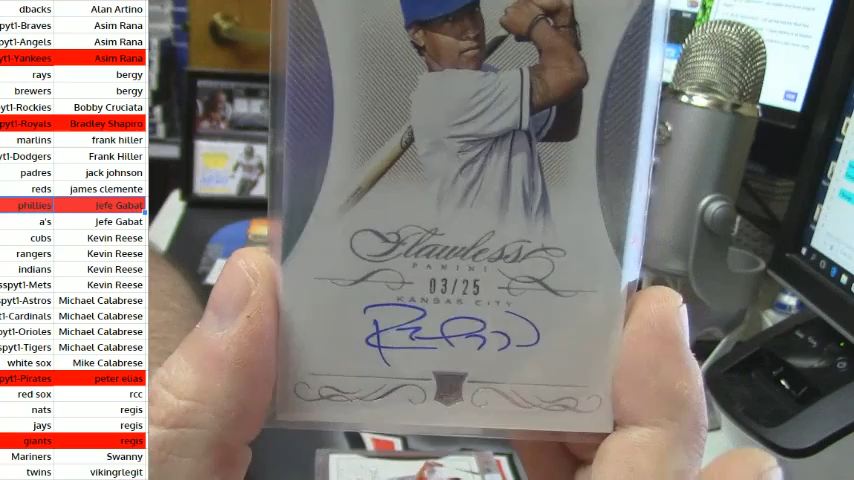 dbacks Alan Artino
spyt1-Braves Asim Rana
pyt1-Angels Asim Rana
pyt1-Yankees Asim Rana
rays bergy
brewers bergy
yt1-Rockies Bobby Cruciata
pyt1-Royals Bradley Shapiro
marlins frank hiller
yt1-Dodgers Frank Hiller
padres jack johnson
reds james clemente
phillies Jefe Gabat
a's Jefe Gabat
cubs Kevin Reese
rangers Kevin Reese
indians Kevin Reese
sspyt1-Mets Kevin Reese
spyt1-Astros Michael Calabrese
t1-Cardinals Michael Calabrese
yt1-Orioles Michael Calabrese
spyt1-Tigers Michael Calabrese
white sox Mike Calabrese
pyt1-Pirates peter elias
red sox rcc
nats regis
jays regis
giants regis
Mariners Swanny
twins vikingrlegit
Flawless
PANINI
03/25
KANSAS CITY